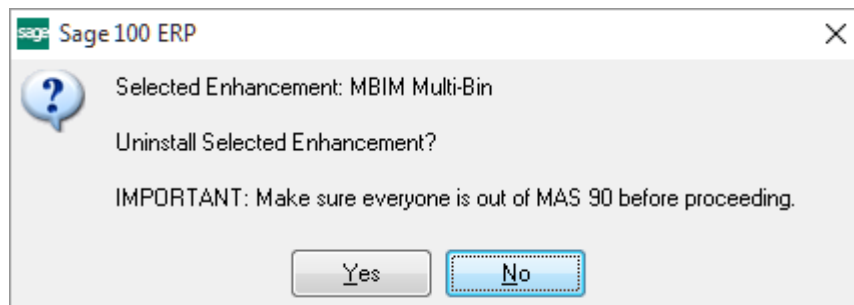 sage Sage 100 ERP
Selected Enhancement: MBIM Multi-Bin
Uninstall Selected Enhancement?
IMPORTANT: Make sure everyone is out of MAS 90 before proceeding.
Yes No